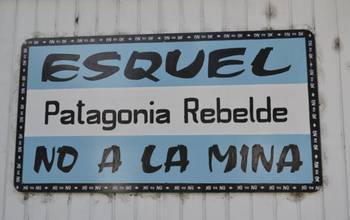 ESQUEL
Patagonia Rebelde
NO A LA MINA